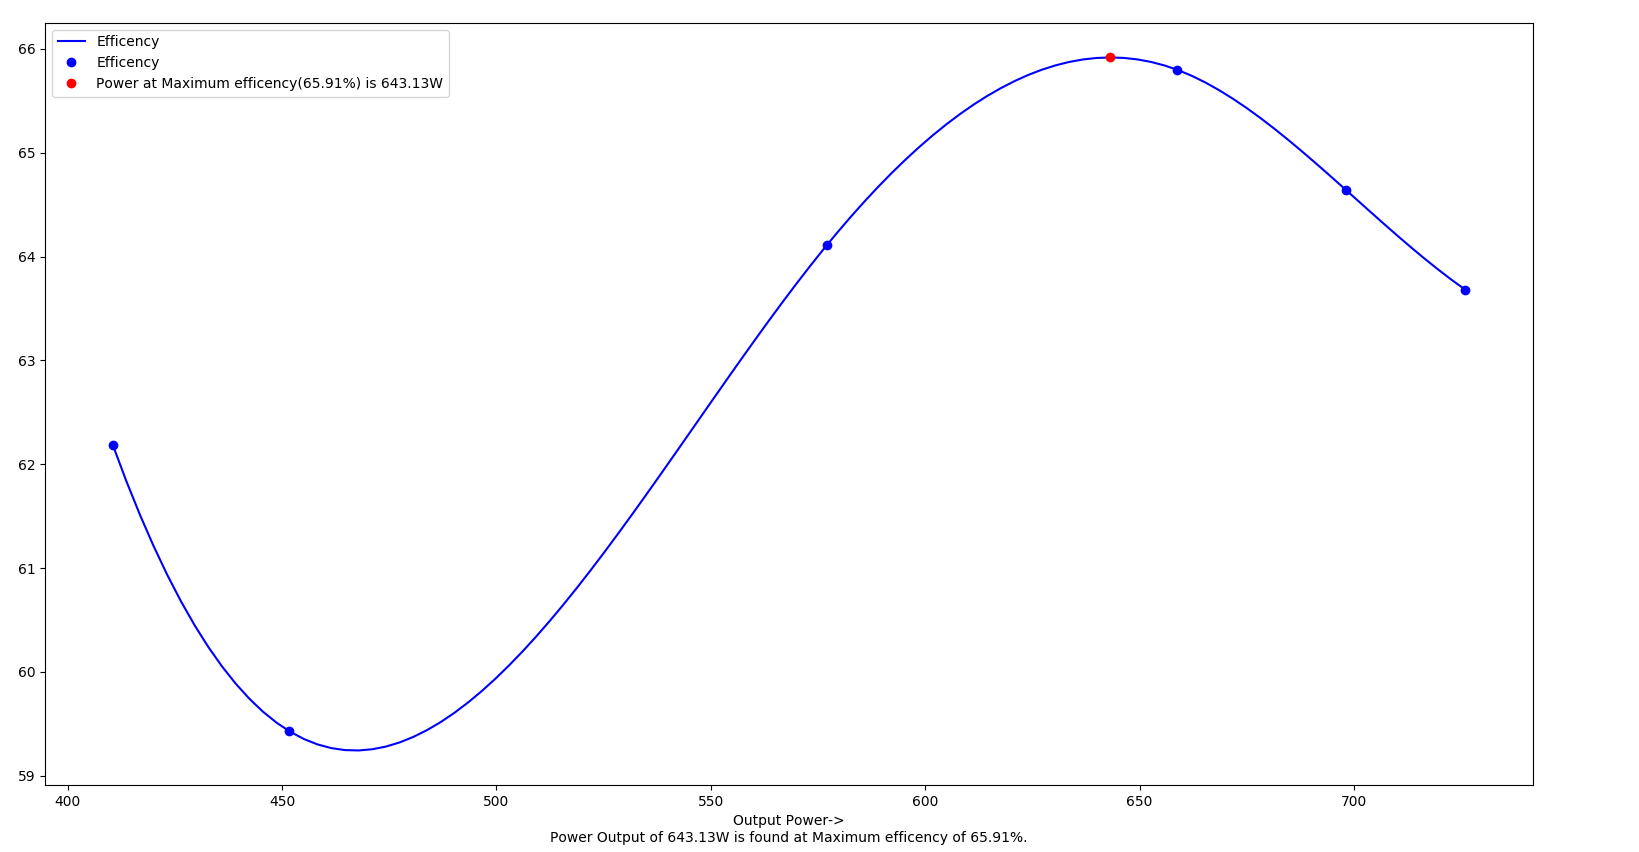 Efficency
Efficency
Power at Maximum efficency(65.91%) is 643.13W
66
65
64
63
62
61
60
59
400 450 500 550 600 650 700
Output Power->
Power Output of 643.13W is found at Maximum efficency of 65.91%.